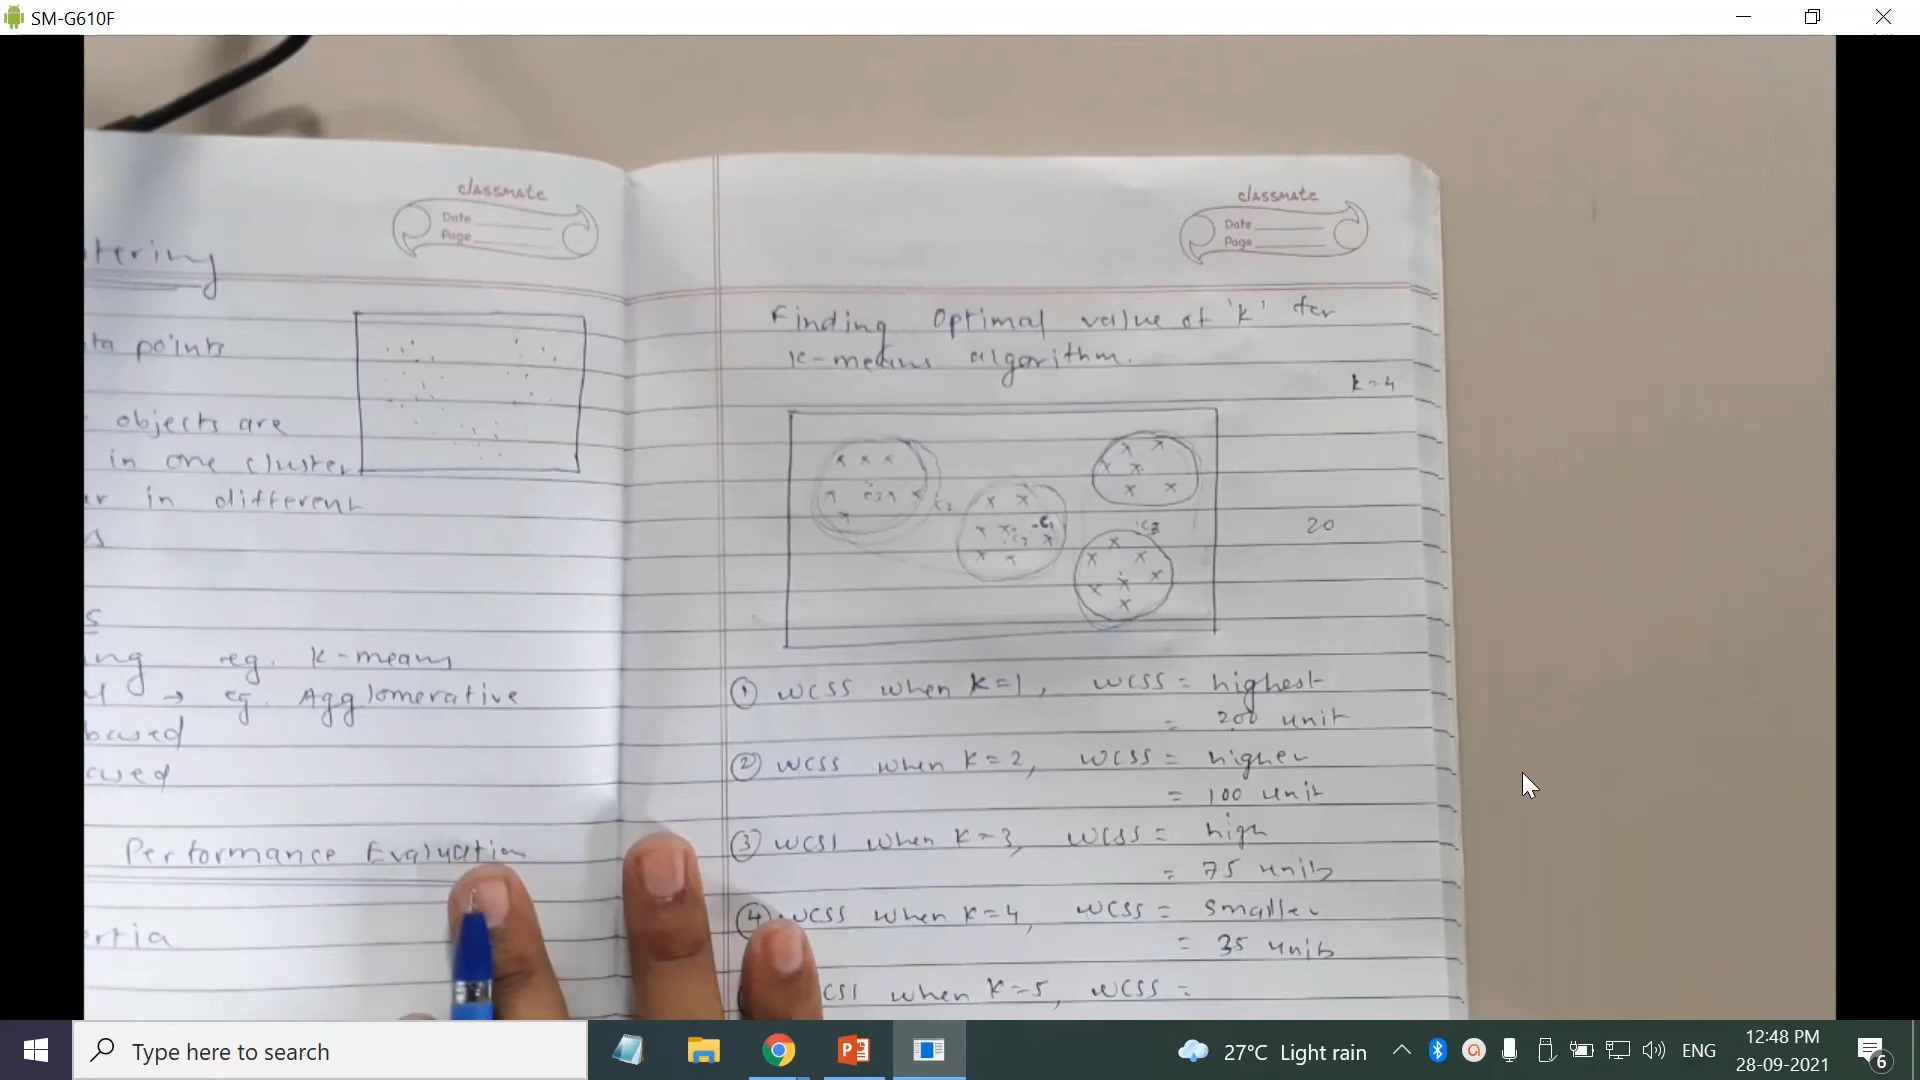 SM-G610F
classmate
Date
Page
tering
ta points
objects are
in one cluster
r in different
s
s
ng eg. K-means
→ eg. Agglomerative
based
Performance Evaluation
ertia
classmate
Date
Page
Finding Optimal value of 'k' for
K-means algorithm.
k=4
20
① WCSS when K=1, WCSS = highest
= 200 unit
② WCSS when K=2, WCSS = higher
= 100 unit
③ WCSS when K=3, WCSS = high
= 75 units
④ WCSS when K=4, WCSS = smaller
= 35 units
CSS when K=5, WCSS =
Type here to search
27°C Light rain
ENG
12:48 PM
28-09-2021
6